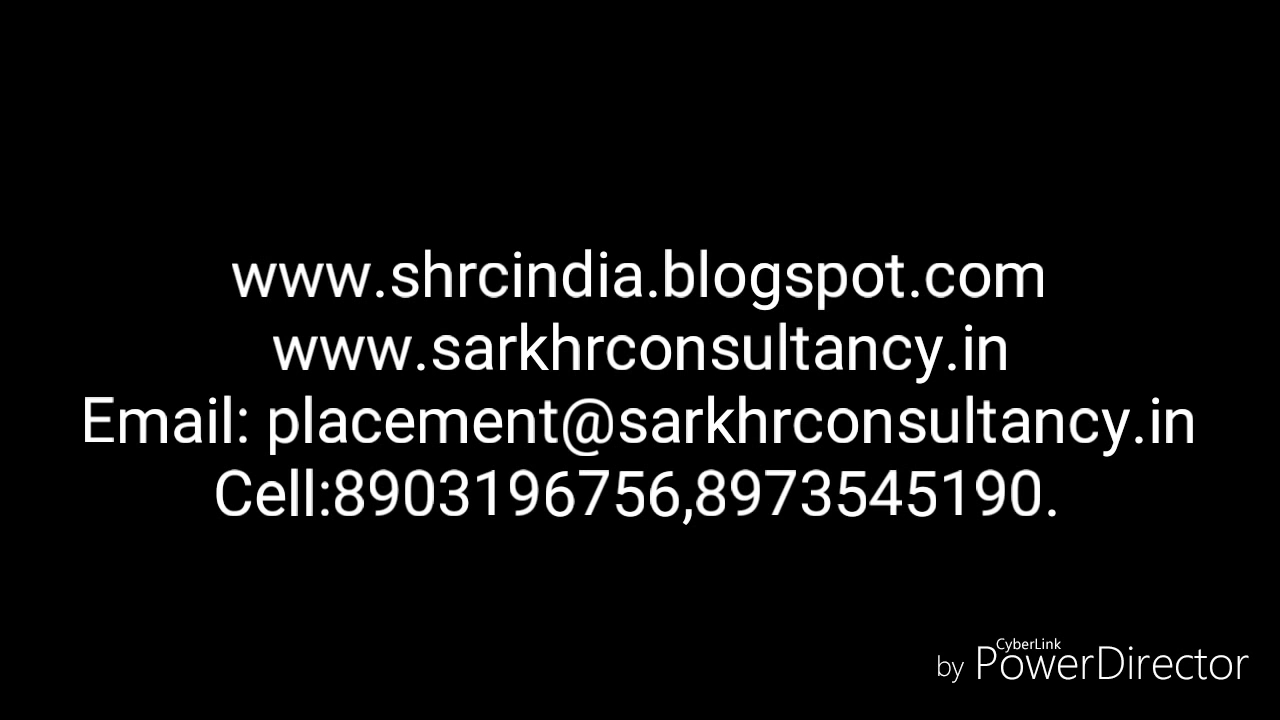 www.shrcindia.blogspot.com
www.sarkhrconsultancy.in
Email: placement@sarkhrconsultancy.in
Cell:8903196756,8973545190.
CyberLink
by PowerDirector